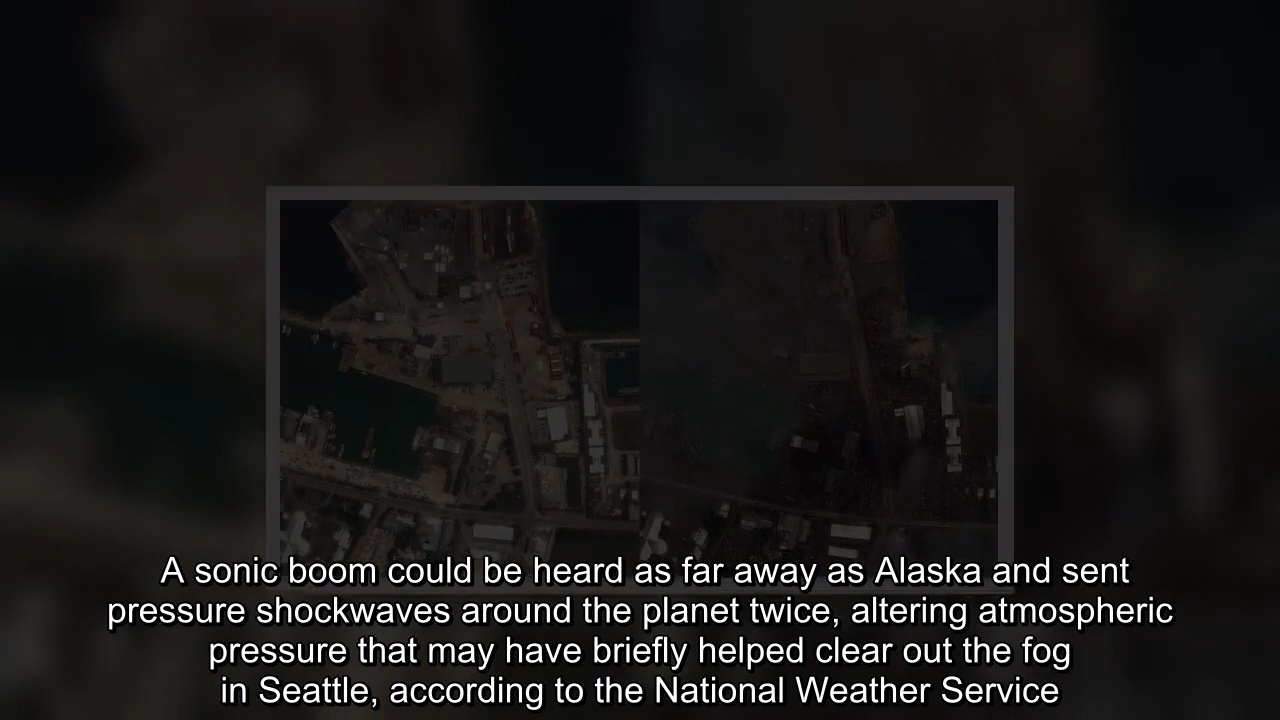 A sonic boom could be heard as far away as Alaska and sent
pressure shockwaves around the planet twice, altering atmospheric
pressure that may have briefly helped clear out the fog
in Seattle, according to the National Weather Service